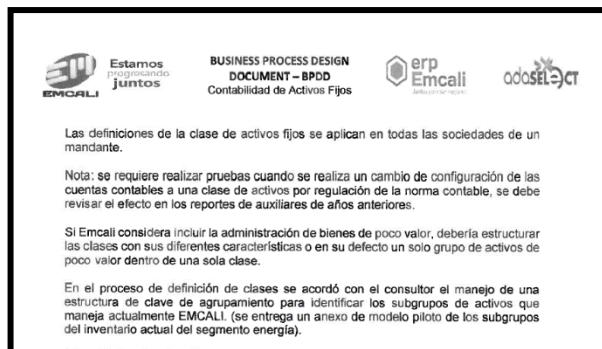 Estamos
progresando
juntos
EMCALI
BUSINESS PROCESS DESIGN
DOCUMENT – BPDD
Contabilidad de Activos Fijos
erp
Emcali
adaSELECT
Las definiciones de la clase de activos fijos se aplican en todas las sociedades de un
mandante.
Nota: se requiere realizar pruebas cuando se realiza un cambio de configuración de las
cuentas contables a una clase de activos por regulación de la norma contable, se debe
revisar el efecto en los reportes de auxiliares de años anteriores.
Si Emcali considera incluir la administración de bienes de poco valor, debería estructurar
las clases con sus diferentes características o en su defecto un solo grupo de activos de
poco valor dentro de una sola clase.
En el proceso de definición de clases se acordó con el consultor el manejo de una
estructura de clave de agrupamiento para identificar los subgrupos de activos que
maneja actualmente EMCALI. (se entrega un anexo de modelo piloto de los subgrupos
del inventario actual del segmento energía).